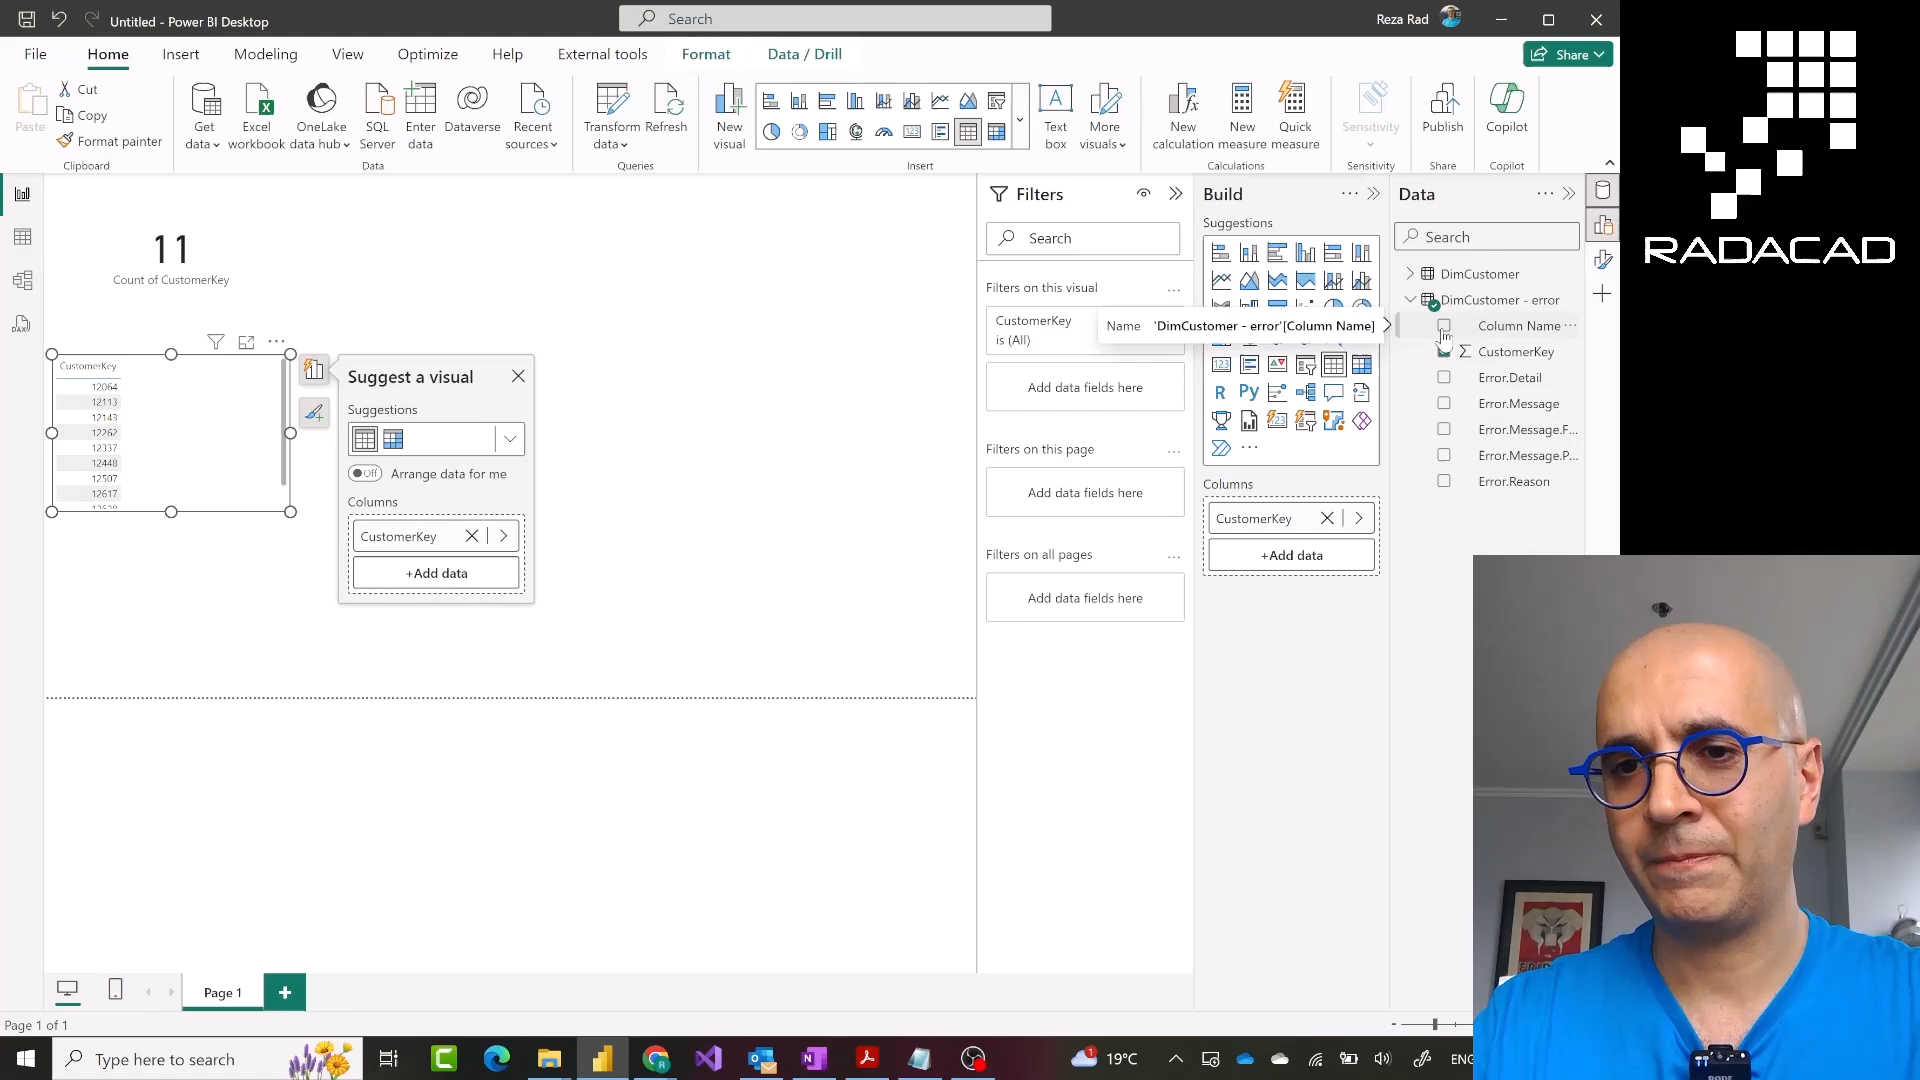 Untitled - Power BI Desktop
Search
Reza Rad
File
Home
Insert
Modeling
View
Optimize
Help
External tools
Format
Data / Drill
Share
Paste
Cut
Copy
Format painter
Clipboard
Get data
Excel workbook
OneLake data hub
SQL Server
Enter data
Dataverse
Recent sources
Data
Transform data
Refresh
Queries
New visual
Text box
More visuals
Insert
New calculation
New measure
Quick measure
Calculations
Sensitivity
Sensitivity
Publish
Share
Copilot
Copilot
RADACAD
11
Count of CustomerKey
CustomerKey
12064
12113
12143
12262
12337
12448
12507
12617
Suggest a visual
Suggestions
Off
Arrange data for me
Columns
CustomerKey
+Add data
Filters
Search
Filters on this visual
CustomerKey
is (All)
Add data fields here
Filters on this page
Add data fields here
Filters on all pages
Add data fields here
Build
Suggestions
Name 'DimCustomer - error'[Column Name]
R
Py
Columns
CustomerKey
+Add data
Data
Search
DimCustomer
DimCustomer - error
Column Name
CustomerKey
Error.Detail
Error.Message
Error.Message.F...
Error.Message.P...
Error.Reason
Page 1
Page 1 of 1
Type here to search
1
19°C
ENG